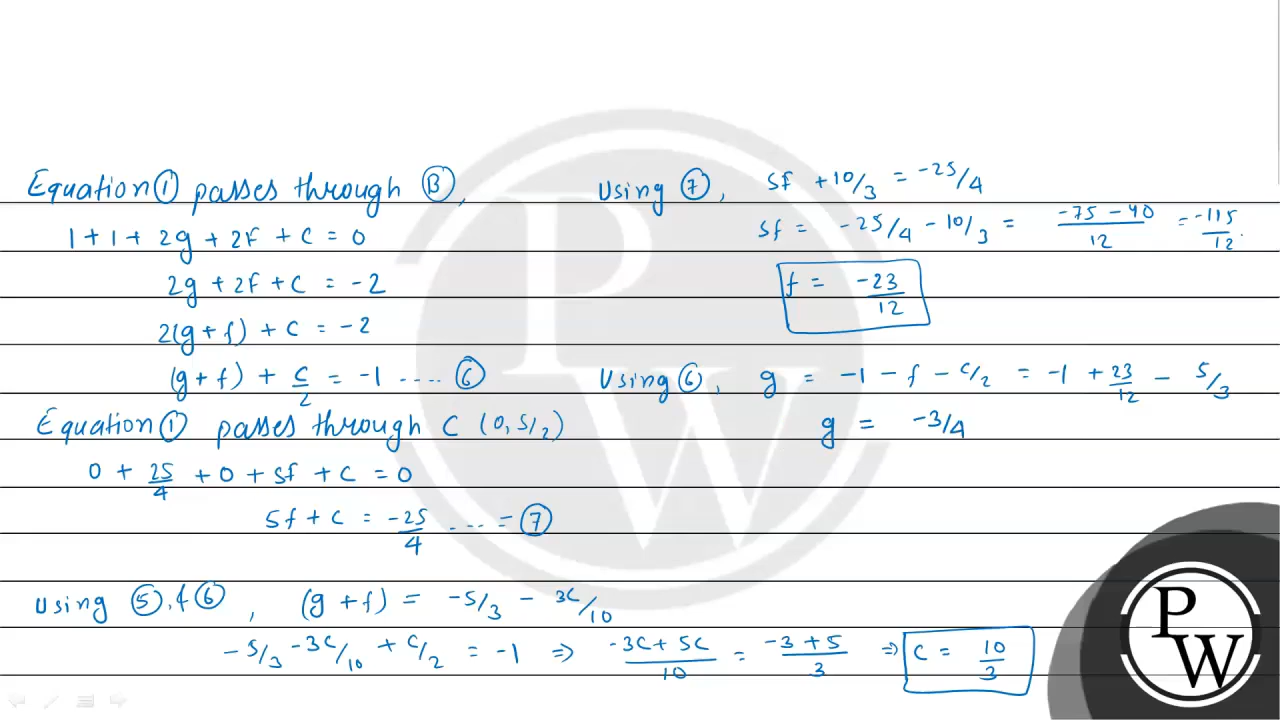 Equation ① passes through Ⓑ,
1 + 1 + 2g + 2f + C = 0
2g + 2f + C = -2
2(g + f) + C = -2
(g + f) + C/2 = -1 .... ⑥
Equation ① passes through C (0, 5/2)
0 + 25/4 + 0 + 5f + C = 0
5f + C = -25/4 ...= ⑦
Using ⑤, f ⑥, (g + f) = -5/3 - 3C/10
-5/3 - 3C/10 + C/2 = -1 ⇒ -3C + 5C/10 = -3 + 5/3 ⇒ C = 10/3
Using ⑦, 5f + 10/3 = -25/4
5f = -25/4 - 10/3 = -75 - 40/12 = -115/12.
f = -23/12
Using ⑥, g = -1 - f - C/2 = -1 + 23/12 - 5/3
g = -3/4
PW
PW